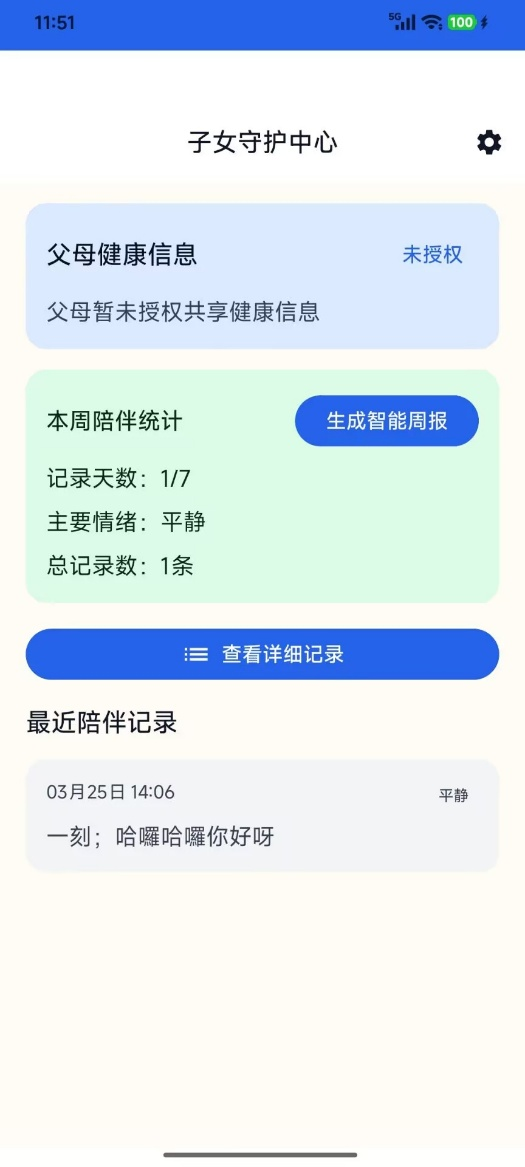 11:51
5G
100
子女守护中心
父母健康信息
未授权
父母暂未授权共享健康信息
本周陪伴统计
生成智能周报
记录天数：1/7
主要情绪：平静
总记录数：1条
查看详细记录
最近陪伴记录
03月25日 14:06
平静
一刻；哈囉哈囉你好呀